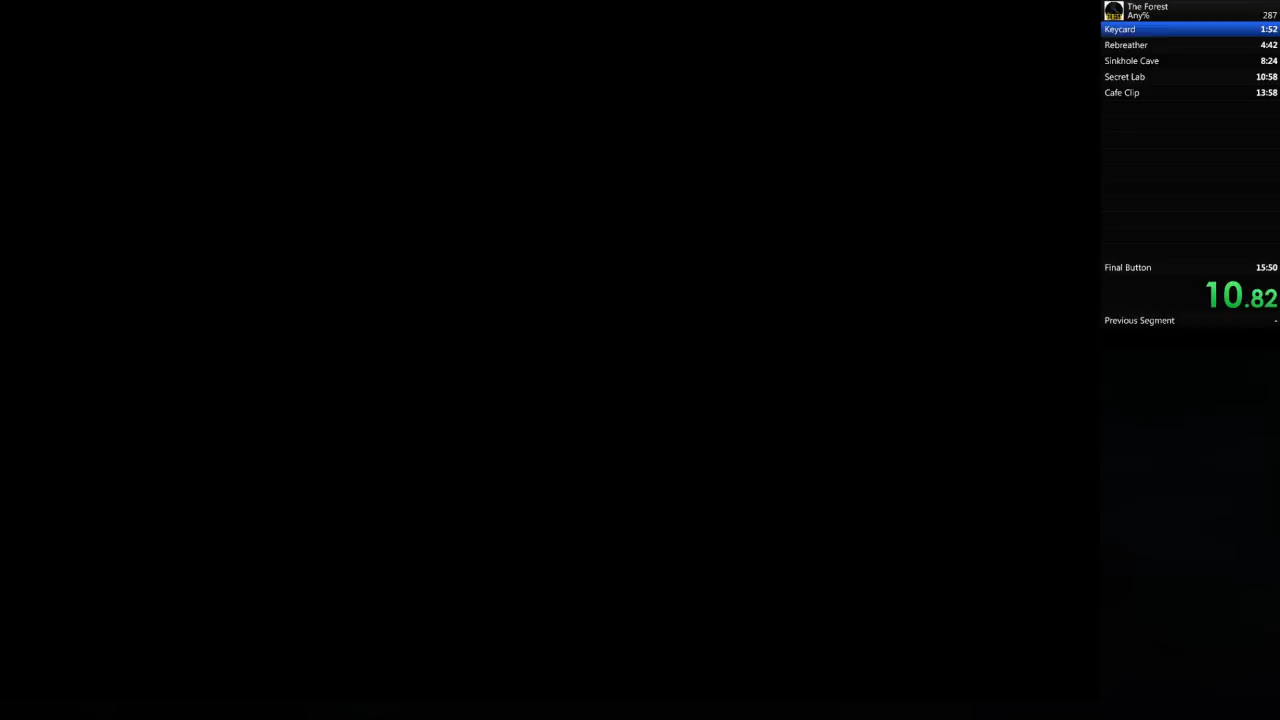 The Forest
Any% 287
Keycard 1:52
Rebreather 4:42
Sinkhole Cave 8:24
Secret Lab 10:58
Cafe Clip 13:58
Final Button 15:50
10.82
Previous Segment -